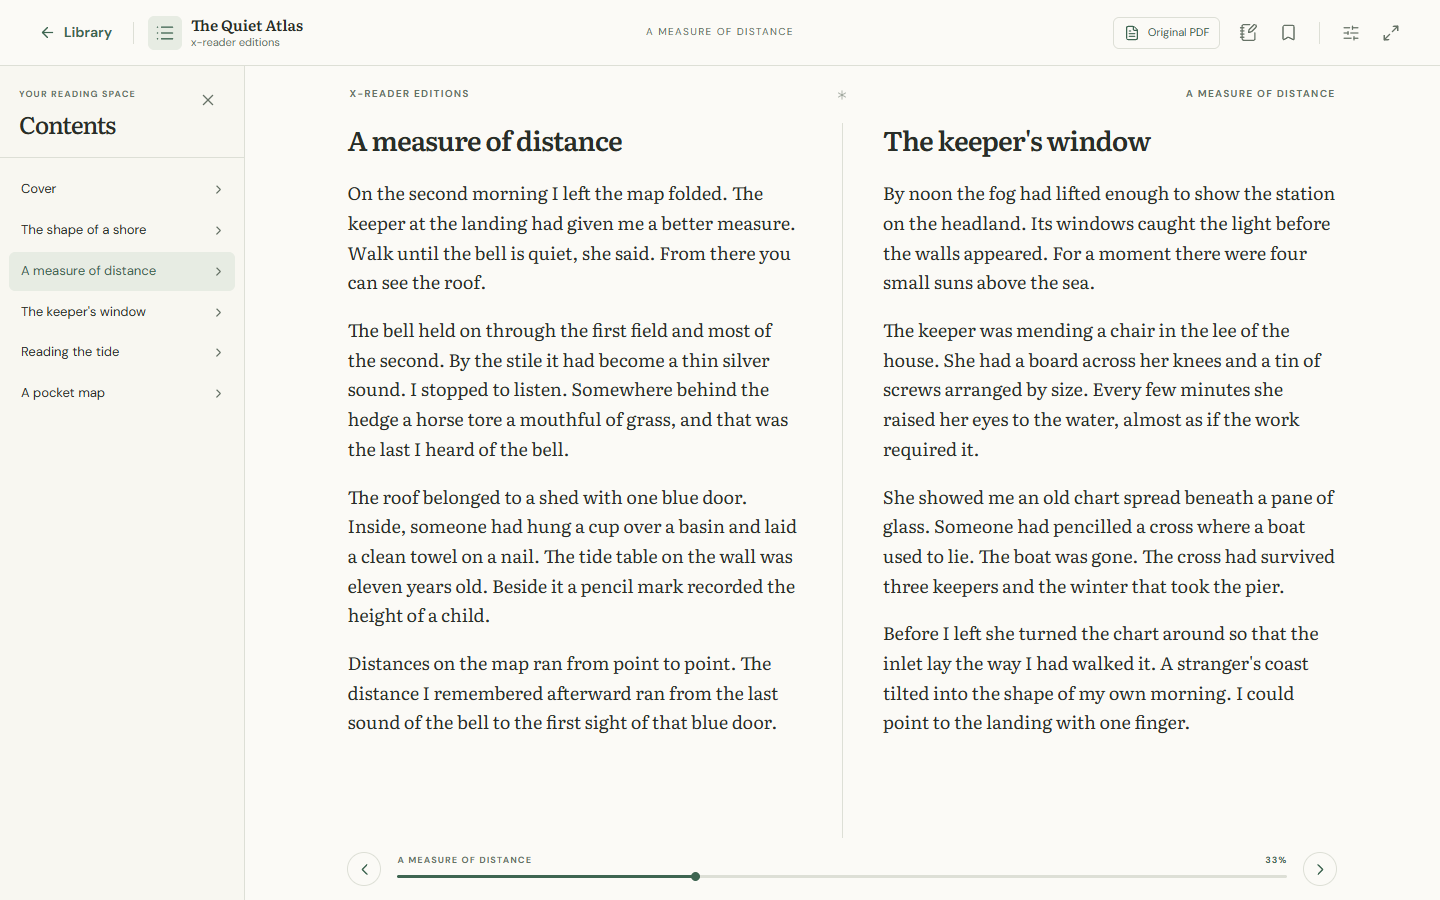 Library
The Quiet Atlas
x-reader editions
A MEASURE OF DISTANCE
Original PDF
YOUR READING SPACE
Contents
Cover
The shape of a shore
A measure of distance
The keeper's window
Reading the tide
A pocket map
X-READER EDITIONS
*
A MEASURE OF DISTANCE
A measure of distance
On the second morning I left the map folded. The
keeper at the landing had given me a better measure.
Walk until the bell is quiet, she said. From there you
can see the roof.
The bell held on through the first field and most of
the second. By the stile it had become a thin silver
sound. I stopped to listen. Somewhere behind the
hedge a horse tore a mouthful of grass, and that was
the last I heard of the bell.
The roof belonged to a shed with one blue door.
Inside, someone had hung a cup over a basin and laid
a clean towel on a nail. The tide table on the wall was
eleven years old. Beside it a pencil mark recorded the
height of a child.
Distances on the map ran from point to point. The
distance I remembered afterward ran from the last
sound of the bell to the first sight of that blue door.
The keeper's window
By noon the fog had lifted enough to show the station
on the headland. Its windows caught the light before
the walls appeared. For a moment there were four
small suns above the sea.
The keeper was mending a chair in the lee of the
house. She had a board across her knees and a tin of
screws arranged by size. Every few minutes she
raised her eyes to the water, almost as if the work
required it.
She showed me an old chart spread beneath a pane of
glass. Someone had pencilled a cross where a boat
used to lie. The boat was gone. The cross had survived
three keepers and the winter that took the pier.
Before I left she turned the chart around so that the
inlet lay the way I had walked it. A stranger's coast
tilted into the shape of my own morning. I could
point to the landing with one finger.
A MEASURE OF DISTANCE
33%